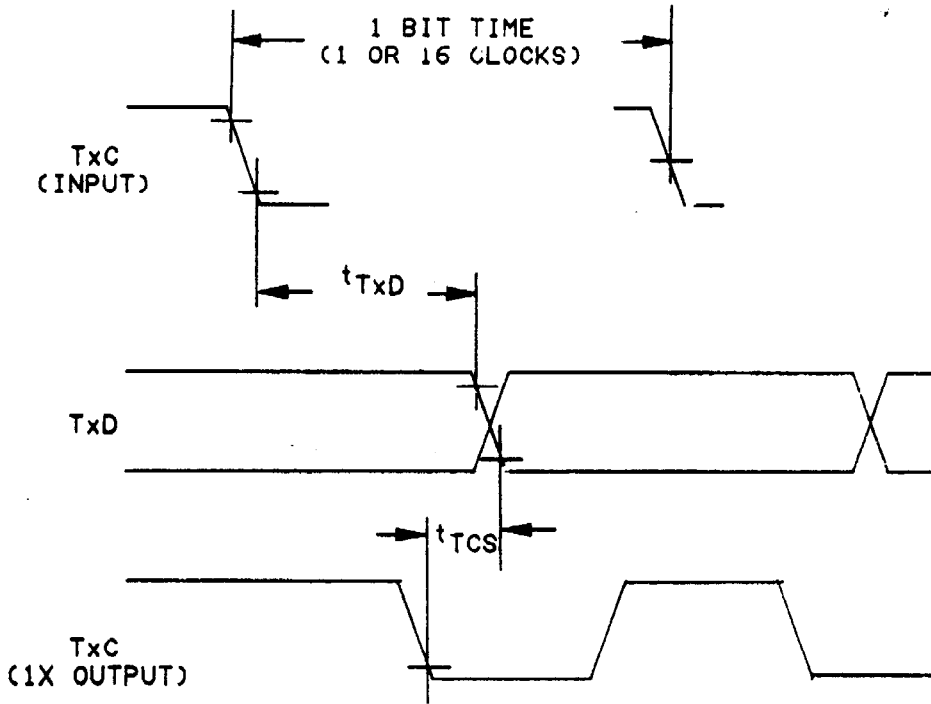 1 BIT TIME
(1 OR 16 CLOCKS)
TxC
(INPUT)
tTxD
TxD
tTCS
TxC
(1X OUTPUT)